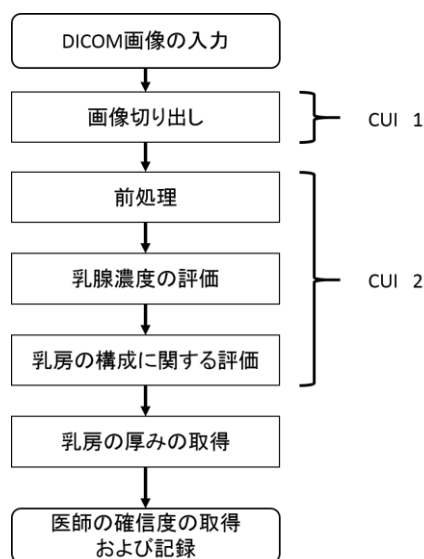 DICOM画像の入力
画像切り出し
CUI 1
前処理
乳腺濃度の評価
CUI 2
乳房の構成に関する評価
乳房の厚みの取得
医師の確信度の取得
および記録